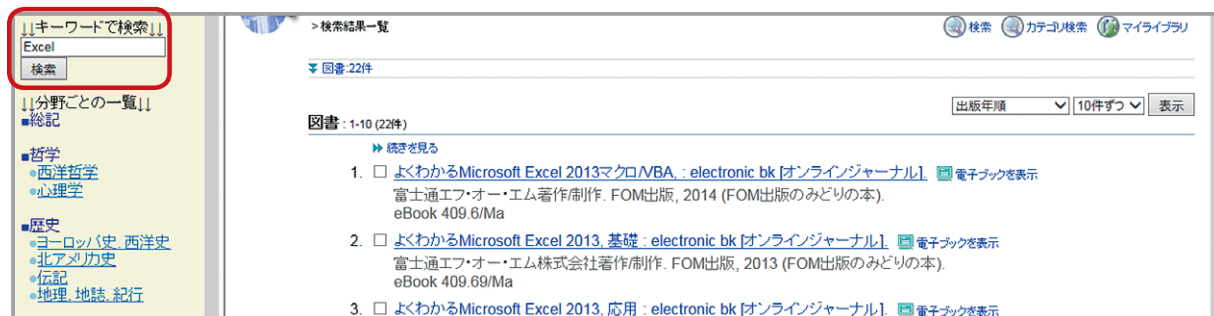 ↓↓キーワードで検索↓↓
Excel
検索
↓↓分野ごとの一覧↓↓
■総記
■哲学
●西洋哲学
●心理学
■歴史
●ヨーロッパ史.西洋史
●北アメリカ史
●伝記
●地理.地誌.紀行
>検索結果一覧
検索 カテゴリ検索 マイライブラリ
図書:22件
出版年順 10件ずつ 表示
図書:1-10 (22件)
続きを見る
1. □ よくわかるMicrosoft Excel 2013マクロ/VBA, : electronic bk [オンラインジャーナル]. 電子ブックを表示
富士通エフ・オー・エム著作/制作. FOM出版, 2014 (FOM出版のみどりの本).
eBook 409.6/Ma
2. □ よくわかるMicrosoft Excel 2013, 基礎 : electronic bk [オンラインジャーナル]. 電子ブックを表示
富士通エフ・オー・エム株式会社著作/制作. FOM出版, 2013 (FOM出版のみどりの本).
eBook 409.69/Ma
3. □ よくわかるMicrosoft Excel 2013, 応用 : electronic bk [オンラインジャーナル]. 電子ブックを表示